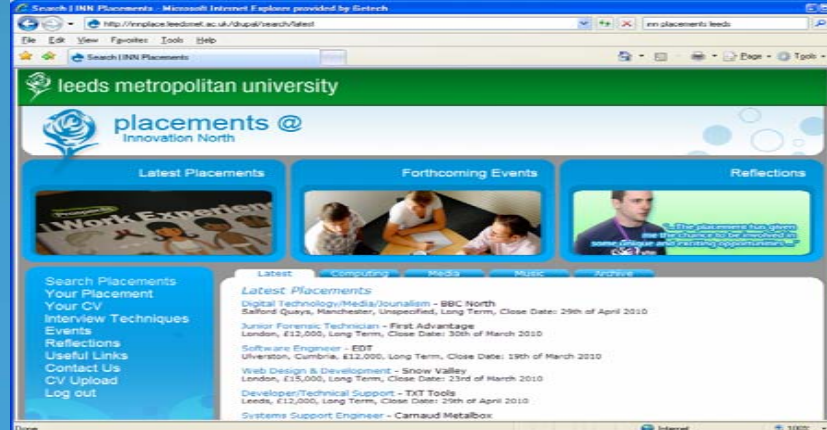 Search | INN Placements - Microsoft Internet Explorer provided by Getech
http://innplace.leedsmet.ac.uk/drupal/search/latest
inn placements leeds
File Edit View Favorites Tools Help
Search | INN Placements
Page Tools
leeds metropolitan university
placements @
Innovation North
Latest Placements
Forthcoming Events
Reflections
Prospects
Work Experience
"...The placement has given
me the chance to be involved in
some unique and exciting opportunities..."
Search Placements
Your Placement
Your CV
Interview Techniques
Events
Reflections
Useful Links
Contact Us
CV Upload
Log out
Latest Computing Media Music Archive
Latest Placements
Digital Technology/Media/Jounalism - BBC North
Salford Quays, Manchester, Unspecified, Long Term, Close Date: 29th of April 2010
Junior Forensic Technician - First Advantage
London, £12,000, Long Term, Close Date: 30th of March 2010
Software Engineer - EDT
Ulverston, Cumbria, £12,000, Long Term, Close Date: 19th of March 2010
Web Design & Development - Snow Valley
London, £15,000, Long Term, Close Date: 23rd of March 2010
Developer/Technical Support - TXT Tools
Leeds, £12,000, Long Term, Close Date: 29th of April 2010
Systems Support Engineer - Carnaud Metalbox
Done
Internet
100%